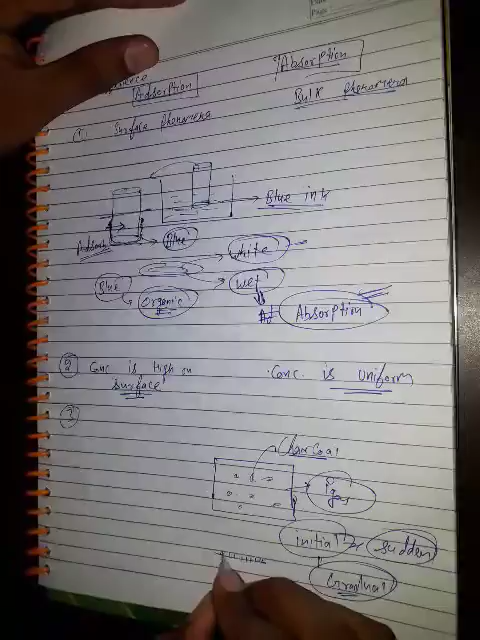 Adsorption
Absorption
Bulk phenomena
① Surface phenomena
Blue ink
Adsorb
Blue
White
Blue
wet
Organic
Absorption
② Conc is high on
surface
Conc. is uniform
③
Charcoal
gas
initial
sudden
Gradual